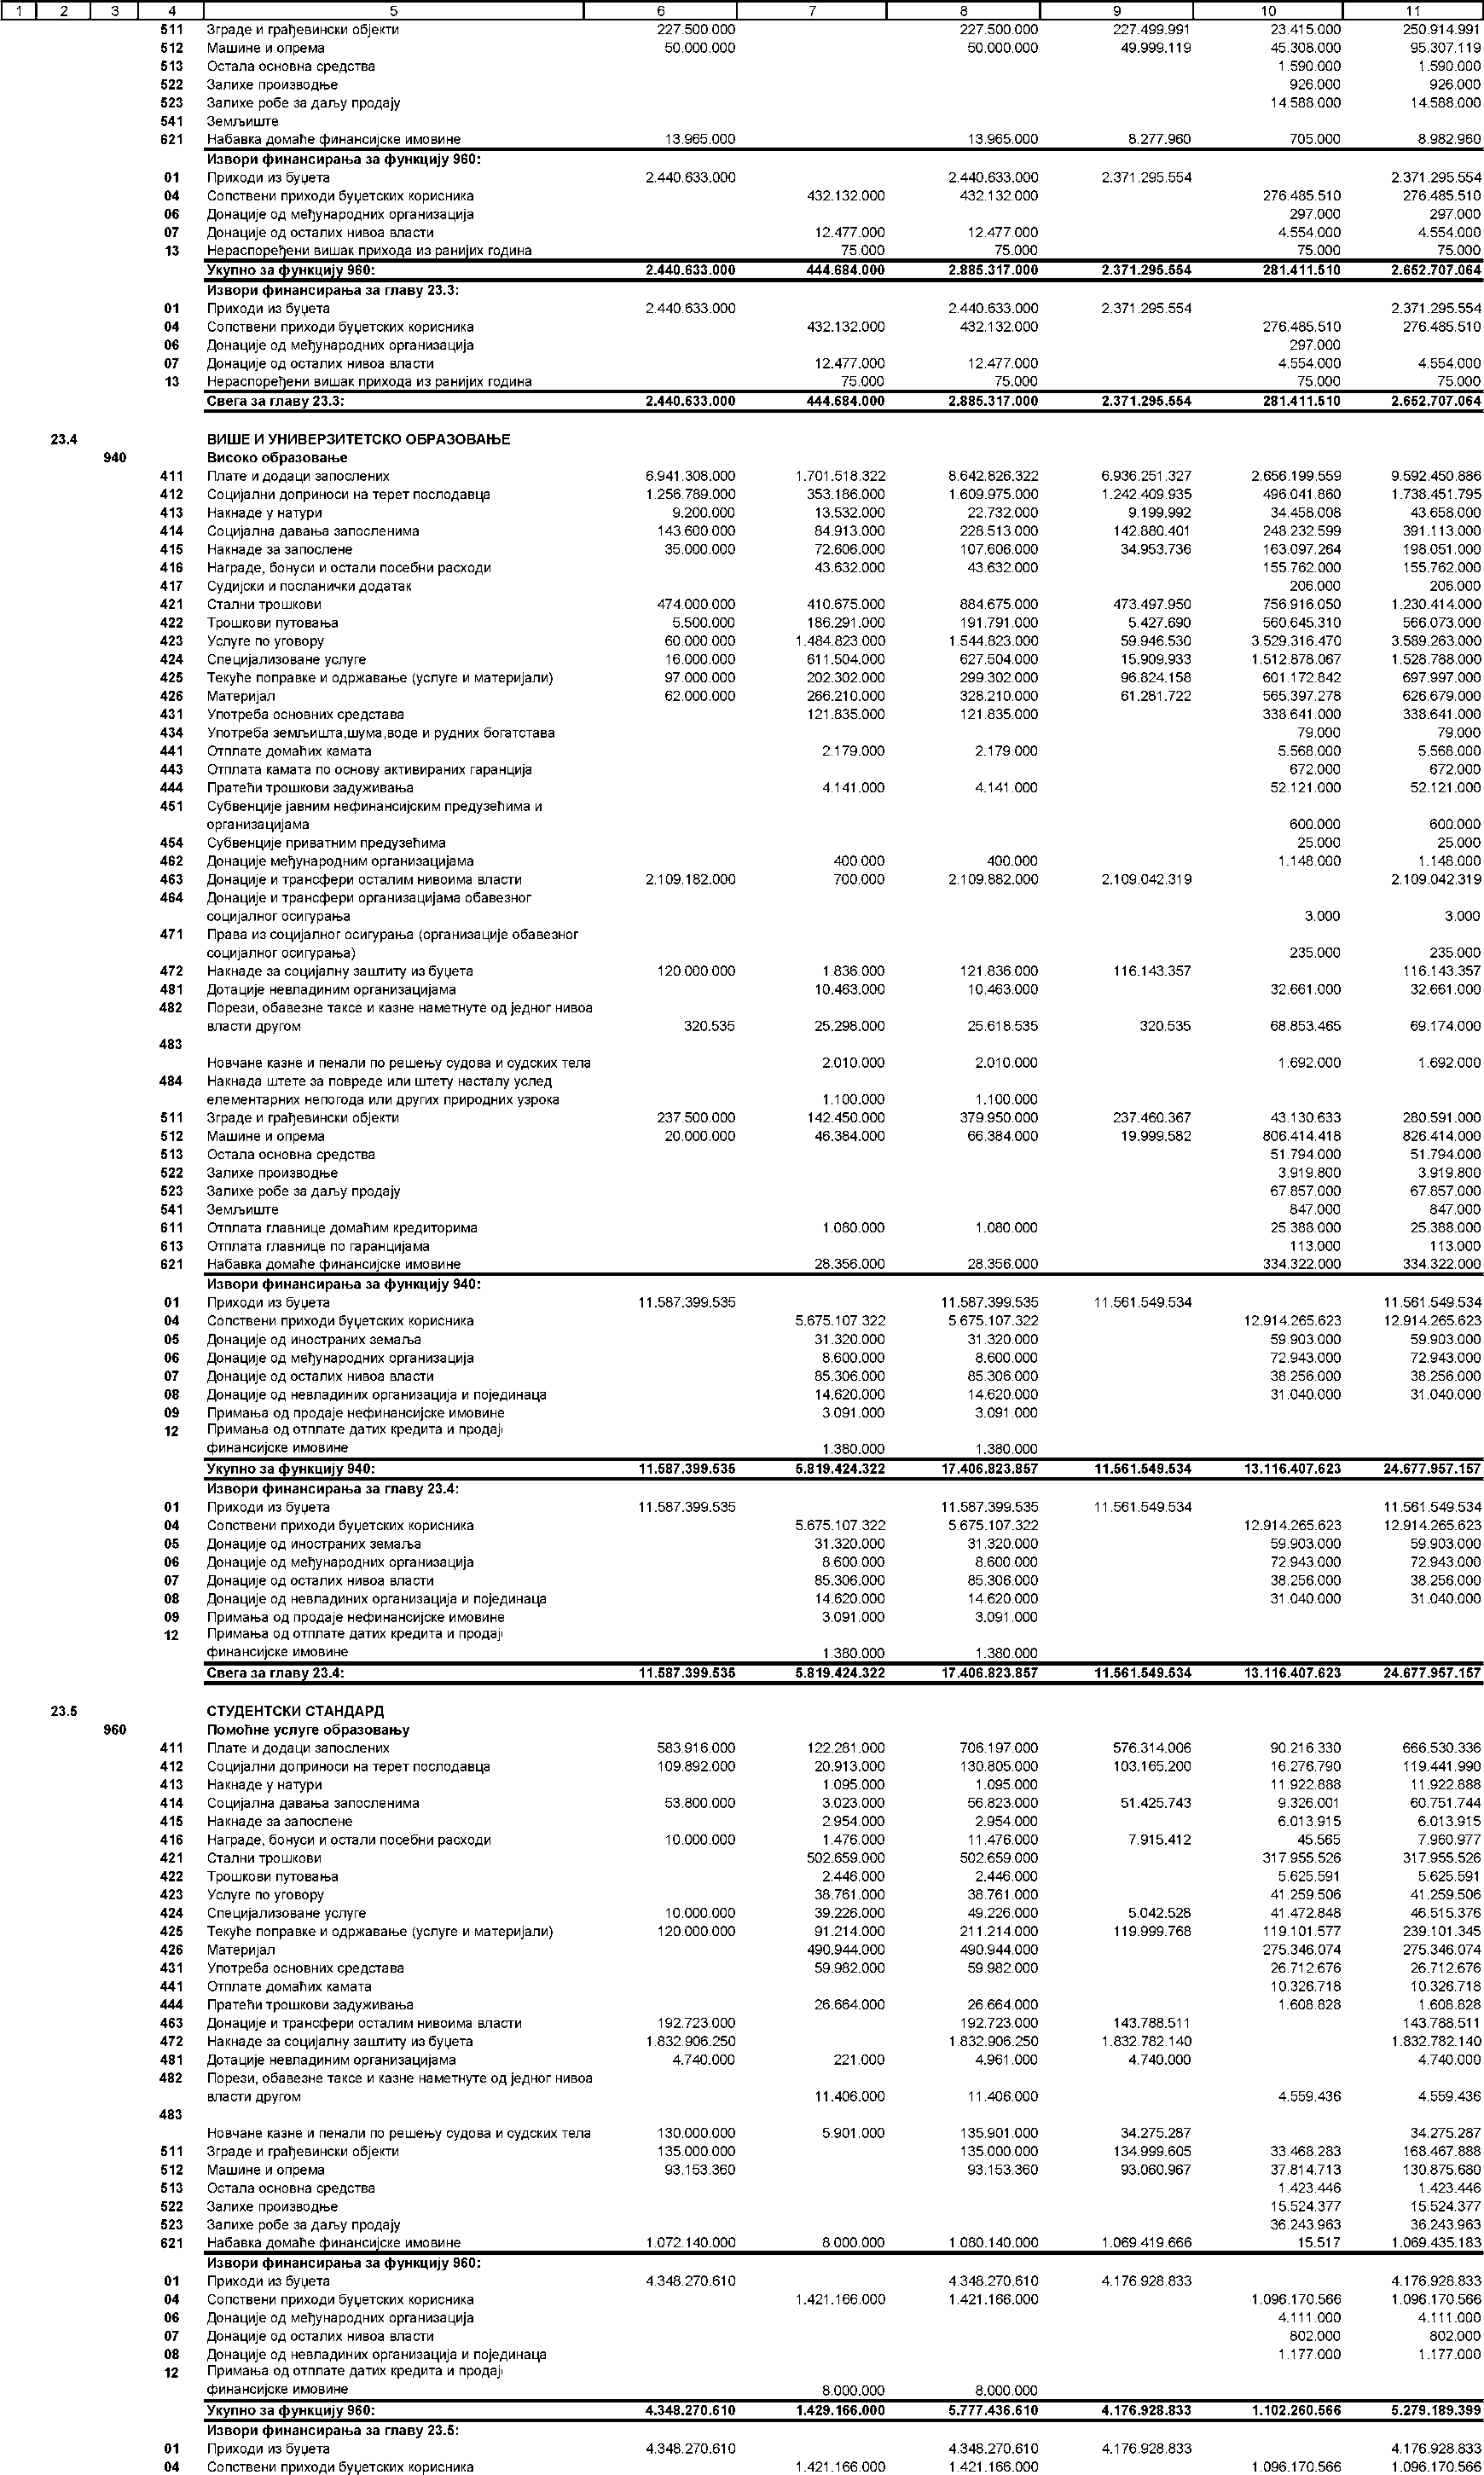 1 2 3 4 5 6 7 8 9 10 11
511 Зграде и грађевински објекти 227.500.000 227.500.000 227.499.991 23.415.000 250.914.991
512 Машине и опрема 50.000.000 50.000.000 49.999.119 45.308.000 95.307.119
513 Остала основна средства 1.590.000 1.590.000
522 Залихе производње 926.000 926.000
523 Залихе робе за даљу продају 14.588.000 14.588.000
541 Земљиште
621 Набавка домаће финансијске имовине 13.965.000 13.965.000 8.277.960 705.000 8.982.960
Извори финансирања за функцију 960:
01 Приходи из буџета 2.440.633.000 2.440.633.000 2.371.295.554 2.371.295.554
04 Сопствени приходи буџетских корисника 432.132.000 432.132.000 276.485.510 276.485.510
06 Донације од међународних организација 297.000 297.000
07 Донације од осталих нивоа власти 12.477.000 12.477.000 4.554.000 4.554.000
13 Нераспоређени вишак прихода из ранијих година 75.000 75.000 75.000 75.000
Укупно за функцију 960: 2.440.633.000 444.684.000 2.885.317.000 2.371.295.554 281.411.510 2.652.707.064
Извори финансирања за главу 23.3:
01 Приходи из буџета 2.440.633.000 2.440.633.000 2.371.295.554 2.371.295.554
04 Сопствени приходи буџетских корисника 432.132.000 432.132.000 276.485.510 276.485.510
06 Донације од међународних организација 297.000
07 Донације од осталих нивоа власти 12.477.000 12.477.000 4.554.000 4.554.000
13 Нераспоређени вишак прихода из ранијих година 75.000 75.000 75.000 75.000
Свега за главу 23.3: 2.440.633.000 444.684.000 2.885.317.000 2.371.295.554 281.411.510 2.652.707.064
23.4 ВИШЕ И УНИВЕРЗИТЕТСКО ОБРАЗОВАЊЕ
940 Високо образовање
411 Плате и додаци запослених 6.941.308.000 1.701.518.322 8.642.826.322 6.936.251.327 2.656.199.559 9.592.450.886
412 Социјални доприноси на терет послодавца 1.256.789.000 353.186.000 1.609.975.000 1.242.409.935 496.041.860 1.738.451.795
413 Накнаде у натури 9.200.000 13.532.000 22.732.000 9.199.992 34.458.008 43.658.000
414 Социјална давања запосленима 143.600.000 84.913.000 228.513.000 142.880.401 248.232.599 391.113.000
415 Накнаде за запослене 35.000.000 72.606.000 107.606.000 34.953.736 163.097.264 198.051.000
416 Награде, бонуси и остали посебни расходи 43.632.000 43.632.000 155.762.000 155.762.000
417 Судијски и посланички додатак 206.000 206.000
421 Стални трошкови 474.000.000 410.675.000 884.675.000 473.497.950 756.916.050 1.230.414.000
422 Трошкови путовања 5.500.000 186.291.000 191.791.000 5.427.690 560.645.310 566.073.000
423 Услуге по уговору 60.000.000 1.484.823.000 1.544.823.000 59.946.530 3.529.316.470 3.589.263.000
424 Специјализоване услуге 16.000.000 611.504.000 627.504.000 15.909.933 1.512.878.067 1.528.788.000
425 Текуће поправке и одржавање (услуге и материјали) 97.000.000 202.302.000 299.302.000 96.824.158 601.172.842 697.997.000
426 Материјал 62.000.000 266.210.000 328.210.000 61.281.722 565.397.278 626.679.000
431 Употреба основних средстава 121.835.000 121.835.000 338.641.000 338.641.000
434 Употреба земљишта,шума,воде и рудних богатстава 79.000 79.000
441 Отплате домаћих камата 2.179.000 2.179.000 5.568.000 5.568.000
443 Отплата камата по основу активираних гаранција 672.000 672.000
444 Пратећи трошкови задуживања 4.141.000 4.141.000 52.121.000 52.121.000
451 Субвенције јавним нефинансијским предузећима и
организацијама 600.000 600.000
454 Субвенције приватним предузећима 25.000 25.000
462 Донације међународним организацијама 400.000 400.000 1.148.000 1.148.000
463 Донације и трансфери осталим нивоима власти 2.109.182.000 700.000 2.109.882.000 2.109.042.319 2.109.042.319
464 Донације и трансфери организацијама обавезног
социјалног осигурања 3.000 3.000
471 Права из социјалног осигурања (организације обавезног
социјалног осигурања) 235.000 235.000
472 Накнаде за социјалну заштиту из буџета 120.000.000 1.836.000 121.836.000 116.143.357 116.143.357
481 Дотације невладиним организацијама 10.463.000 10.463.000 32.661.000 32.661.000
482 Порези, обавезне таксе и казне наметнуте од једног нивоа
власти другом 320.535 25.298.000 25.618.535 320.535 68.853.465 69.174.000
483
Новчане казне и пенали по решењу судова и судских тела 2.010.000 2.010.000 1.692.000 1.692.000
484 Накнада штете за повреде или штету насталу услед
елементарних непогода или других природних узрока 1.100.000 1.100.000
511 Зграде и грађевински објекти 237.500.000 142.450.000 379.950.000 237.460.367 43.130.633 280.591.000
512 Машине и опрема 20.000.000 46.384.000 66.384.000 19.999.582 806.414.418 826.414.000
513 Остала основна средства 51.794.000 51.794.000
522 Залихе производње 3.919.800 3.919.800
523 Залихе робе за даљу продају 67.857.000 67.857.000
541 Земљиште 847.000 847.000
611 Отплата главнице домаћим кредиторима 1.080.000 1.080.000 25.388.000 25.388.000
613 Отплата главнице по гаранцијама 113.000 113.000
621 Набавка домаће финансијске имовине 28.356.000 28.356.000 334.322.000 334.322.000
Извори финансирања за функцију 940:
01 Приходи из буџета 11.587.399.535 11.587.399.535 11.561.549.534 11.561.549.534
04 Сопствени приходи буџетских корисника 5.675.107.322 5.675.107.322 12.914.265.623 12.914.265.623
05 Донације од иностраних земаља 31.320.000 31.320.000 59.903.000 59.903.000
06 Донације од међународних организација 8.600.000 8.600.000 72.943.000 72.943.000
07 Донације од осталих нивоа власти 85.306.000 85.306.000 38.256.000 38.256.000
08 Донације од невладиних организација и појединаца 14.620.000 14.620.000 31.040.000 31.040.000
09 Примања од продаје нефинансијске имовине 3.091.000 3.091.000
12 Примања од отплате датих кредита и продај
финансијске имовине 1.380.000 1.380.000
Укупно за функцију 940: 11.587.399.535 5.819.424.322 17.406.823.857 11.561.549.534 13.116.407.623 24.677.957.157
Извори финансирања за главу 23.4:
01 Приходи из буџета 11.587.399.535 11.587.399.535 11.561.549.534 11.561.549.534
04 Сопствени приходи буџетских корисника 5.675.107.322 5.675.107.322 12.914.265.623 12.914.265.623
05 Донације од иностраних земаља 31.320.000 31.320.000 59.903.000 59.903.000
06 Донације од међународних организација 8.600.000 8.600.000 72.943.000 72.943.000
07 Донације од осталих нивоа власти 85.306.000 85.306.000 38.256.000 38.256.000
08 Донације од невладиних организација и појединаца 14.620.000 14.620.000 31.040.000 31.040.000
09 Примања од продаје нефинансијске имовине 3.091.000 3.091.000
12 Примања од отплате датих кредита и продај
финансијске имовине 1.380.000 1.380.000
Свега за главу 23.4: 11.587.399.535 5.819.424.322 17.406.823.857 11.561.549.534 13.116.407.623 24.677.957.157
23.5 СТУДЕНТСКИ СТАНДАРД
960 Помоћне услуге образовању
411 Плате и додаци запослених 583.916.000 122.281.000 706.197.000 576.314.006 90.216.330 666.530.336
412 Социјални доприноси на терет послодавца 109.892.000 20.913.000 130.805.000 103.165.200 16.276.790 119.441.990
413 Накнаде у натури 1.095.000 1.095.000 11.922.888 11.922.888
414 Социјална давања запосленима 53.800.000 3.023.000 56.823.000 51.425.743 9.326.001 60.751.744
415 Накнаде за запослене 2.954.000 2.954.000 6.013.915 6.013.915
416 Награде, бонуси и остали посебни расходи 10.000.000 1.476.000 11.476.000 7.915.412 45.565 7.960.977
421 Стални трошкови 502.659.000 502.659.000 317.955.526 317.955.526
422 Трошкови путовања 2.446.000 2.446.000 5.625.591 5.625.591
423 Услуге по уговору 38.761.000 38.761.000 41.259.506 41.259.506
424 Специјализоване услуге 10.000.000 39.226.000 49.226.000 5.042.528 41.472.848 46.515.376
425 Текуће поправке и одржавање (услуге и материјали) 120.000.000 91.214.000 211.214.000 119.999.768 119.101.577 239.101.345
426 Материјал 490.944.000 490.944.000 275.346.074 275.346.074
431 Употреба основних средстава 59.982.000 59.982.000 26.712.676 26.712.676
441 Отплате домаћих камата 10.326.718 10.326.718
444 Пратећи трошкови задуживања 26.664.000 26.664.000 1.608.828 1.608.828
463 Донације и трансфери осталим нивоима власти 192.723.000 192.723.000 143.788.511 143.788.511
472 Накнаде за социјалну заштиту из буџета 1.832.906.250 1.832.906.250 1.832.782.140 1.832.782.140
481 Дотације невладиним организацијама 4.740.000 221.000 4.961.000 4.740.000 4.740.000
482 Порези, обавезне таксе и казне наметнуте од једног нивоа
власти другом 11.406.000 11.406.000 4.559.436 4.559.436
483
Новчане казне и пенали по решењу судова и судских тела 130.000.000 5.901.000 135.901.000 34.275.287 34.275.287
511 Зграде и грађевински објекти 135.000.000 135.000.000 134.999.605 33.468.283 168.467.888
512 Машине и опрема 93.153.360 93.153.360 93.060.967 37.814.713 130.875.680
513 Остала основна средства 1.423.446 1.423.446
522 Залихе производње 15.524.377 15.524.377
523 Залихе робе за даљу продају 36.243.963 36.243.963
621 Набавка домаће финансијске имовине 1.072.140.000 8.000.000 1.080.140.000 1.069.419.666 15.517 1.069.435.183
Извори финансирања за функцију 960:
01 Приходи из буџета 4.348.270.610 4.348.270.610 4.176.928.833 4.176.928.833
04 Сопствени приходи буџетских корисника 1.421.166.000 1.421.166.000 1.096.170.566 1.096.170.566
06 Донације од међународних организација 4.111.000 4.111.000
07 Донације од осталих нивоа власти 802.000 802.000
08 Донације од невладиних организација и појединаца 1.177.000 1.177.000
12 Примања од отплате датих кредита и продај
финансијске имовине 8.000.000 8.000.000
Укупно за функцију 960: 4.348.270.610 1.429.166.000 5.777.436.610 4.176.928.833 1.102.260.566 5.279.189.399
Извори финансирања за главу 23.5:
01 Приходи из буџета 4.348.270.610 4.348.270.610 4.176.928.833 4.176.928.833
04 Сопствени приходи буџетских корисника 1.421.166.000 1.421.166.000 1.096.170.566 1.096.170.566